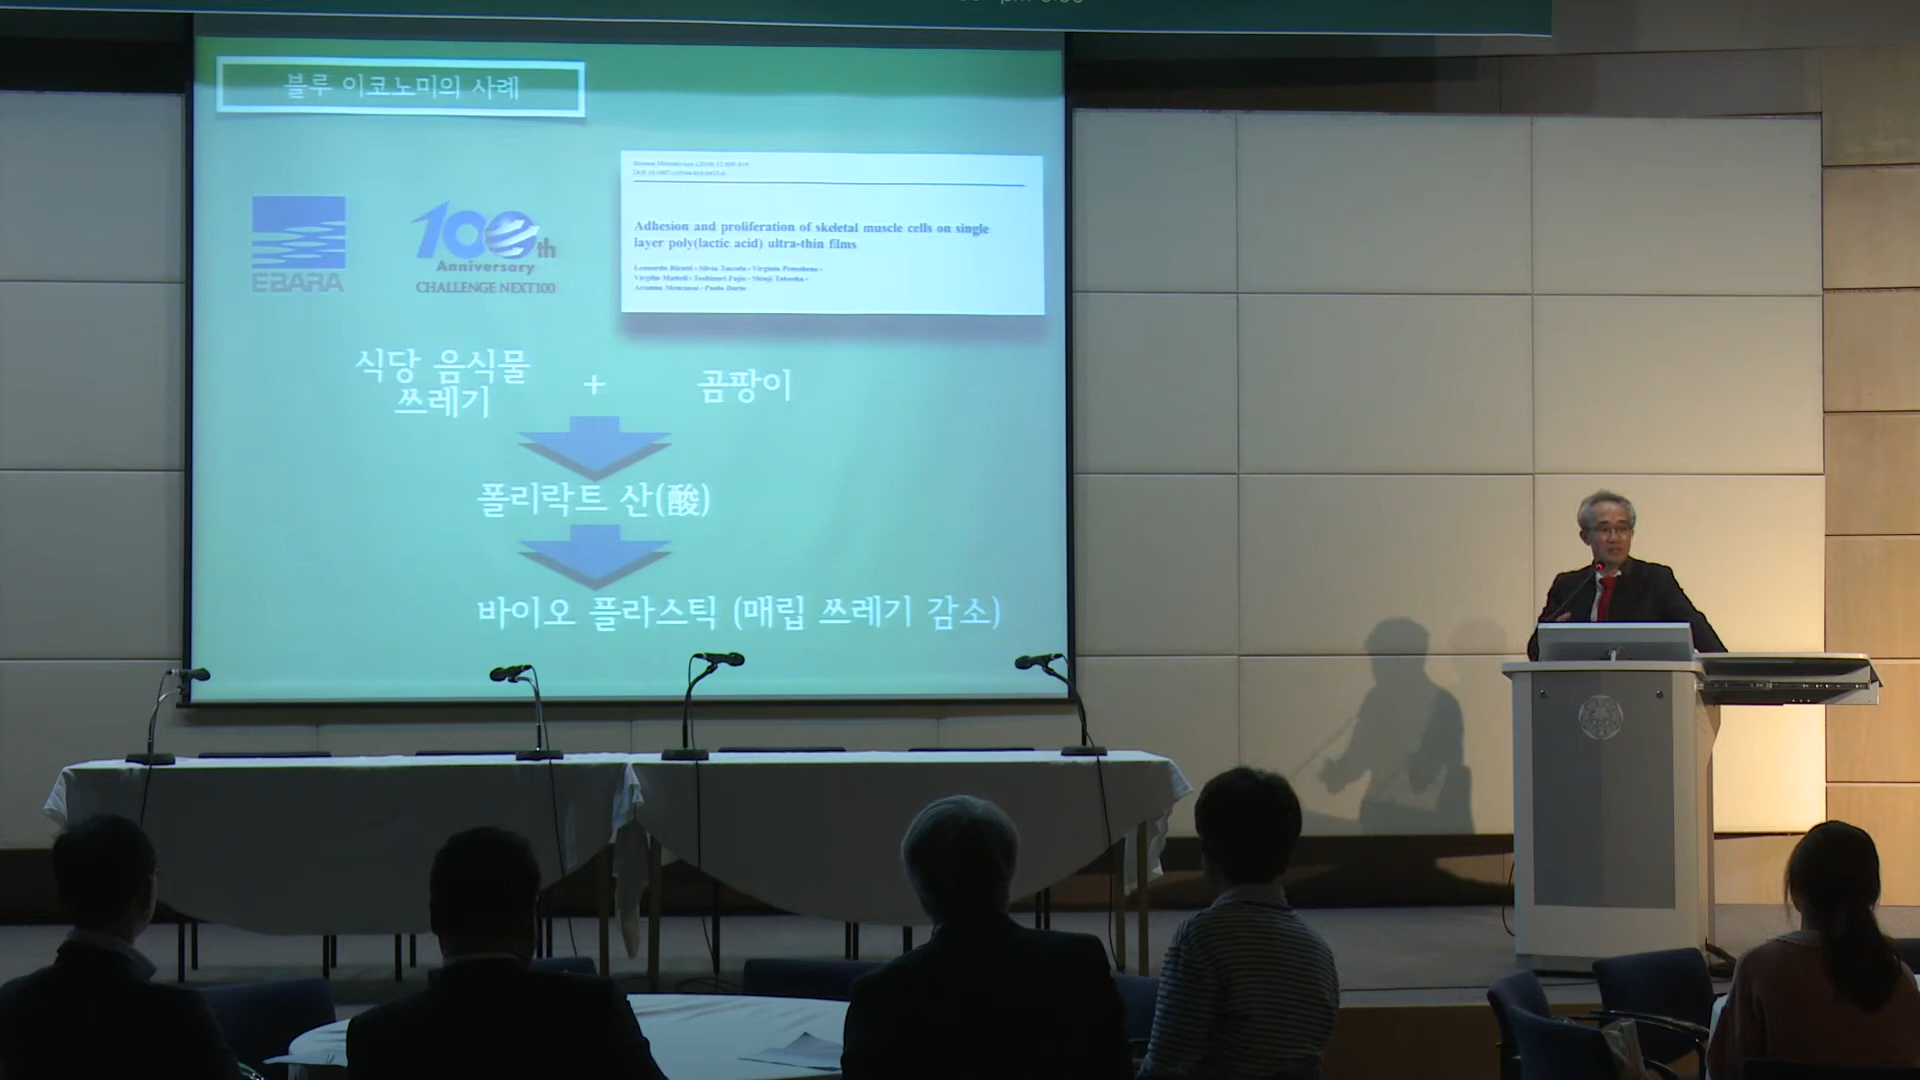 블루 이코노미의 사례
EBARA
100th
Anniversary
CHALLENGE NEXT100
Adhesion and proliferation of skeletal muscle cells on single
layer poly(lactic acid) ultra-thin films
식당 음식물
쓰레기
+
곰팡이
폴리락트 산(酸)
바이오 플라스틱 (매립 쓰레기 감소)